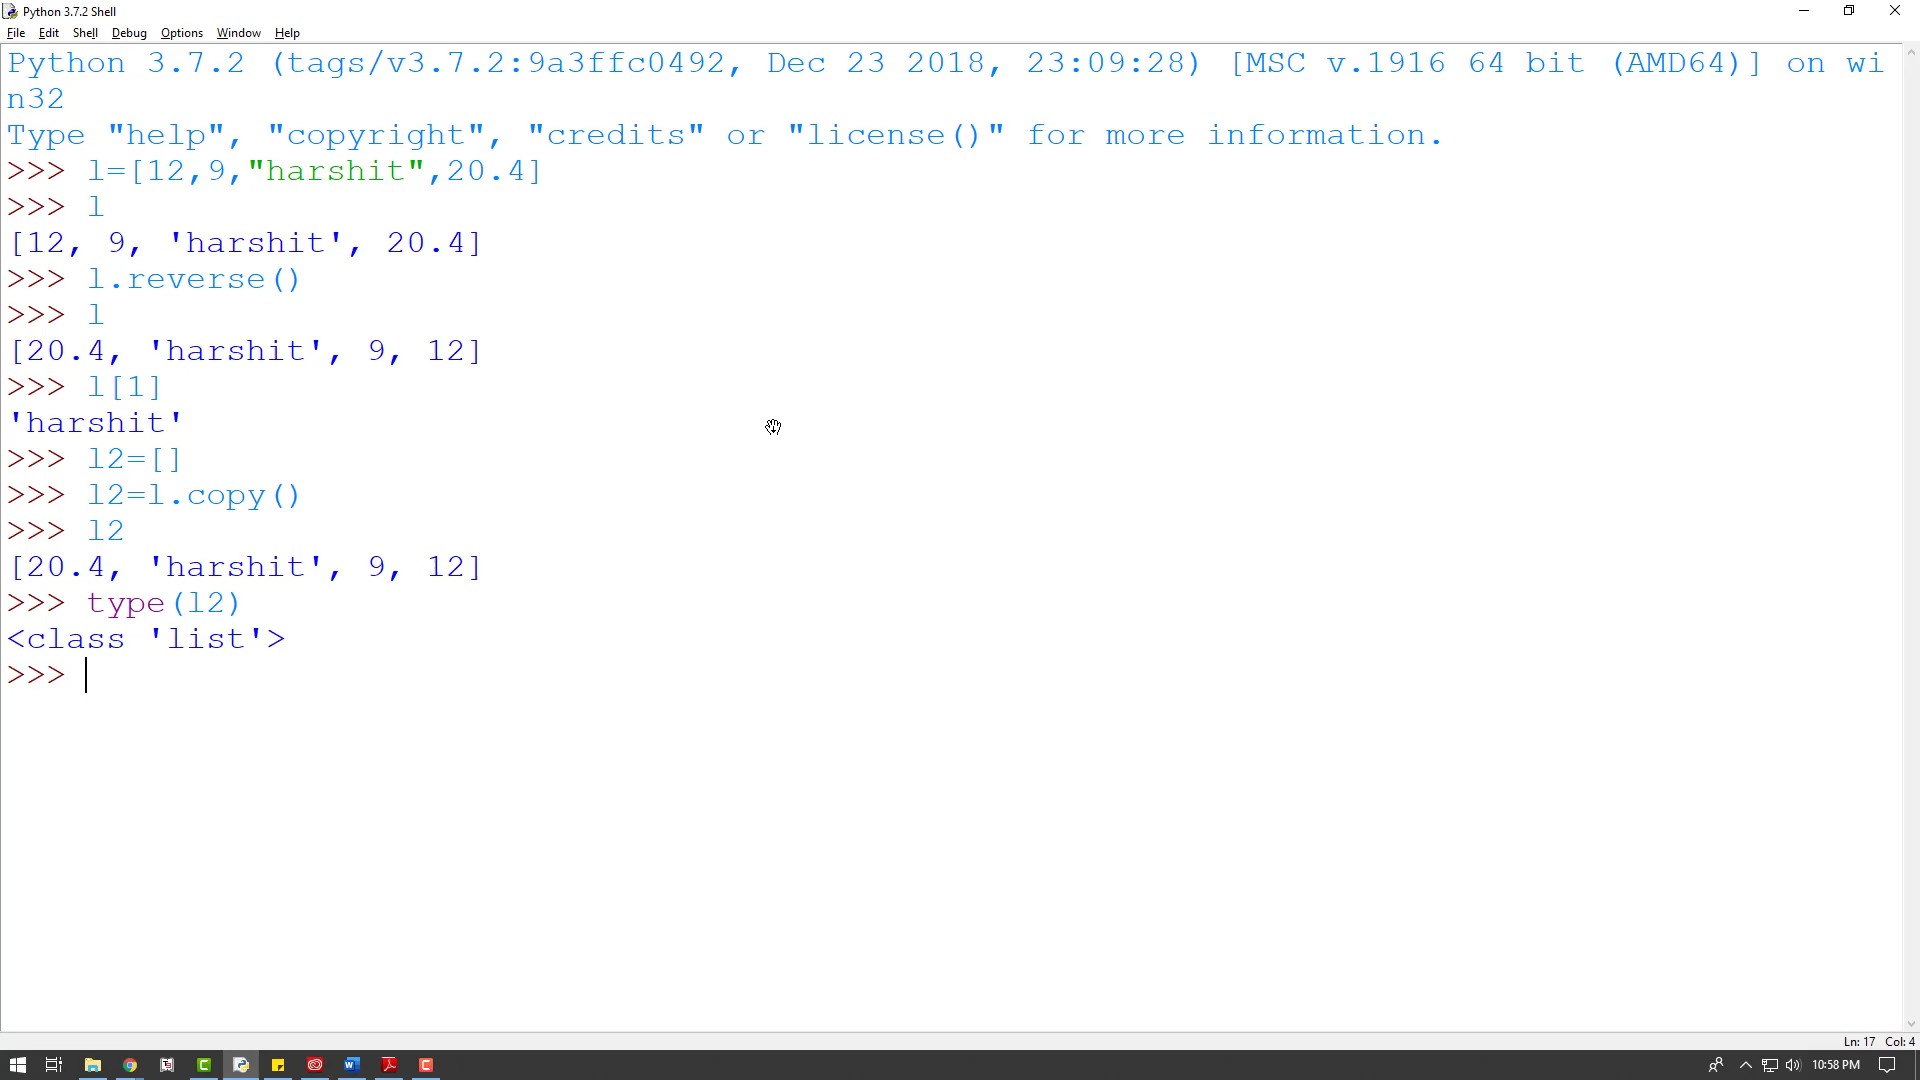 Python 3.7.2 Shell
File Edit Shell Debug Options Window Help
Python 3.7.2 (tags/v3.7.2:9a3ffc0492, Dec 23 2018, 23:09:28) [MSC v.1916 64 bit (AMD64)] on wi
n32
Type "help", "copyright", "credits" or "license()" for more information.
>>> l=[12,9,"harshit",20.4]
>>> l
[12, 9, 'harshit', 20.4]
>>> l.reverse()
>>> l
[20.4, 'harshit', 9, 12]
>>> l[1]
'harshit'
>>> l2=[]
>>> l2=l.copy()
>>> l2
[20.4, 'harshit', 9, 12]
>>> type(l2)
<class 'list'>
>>>
Ln: 17 Col: 4
10:58 PM